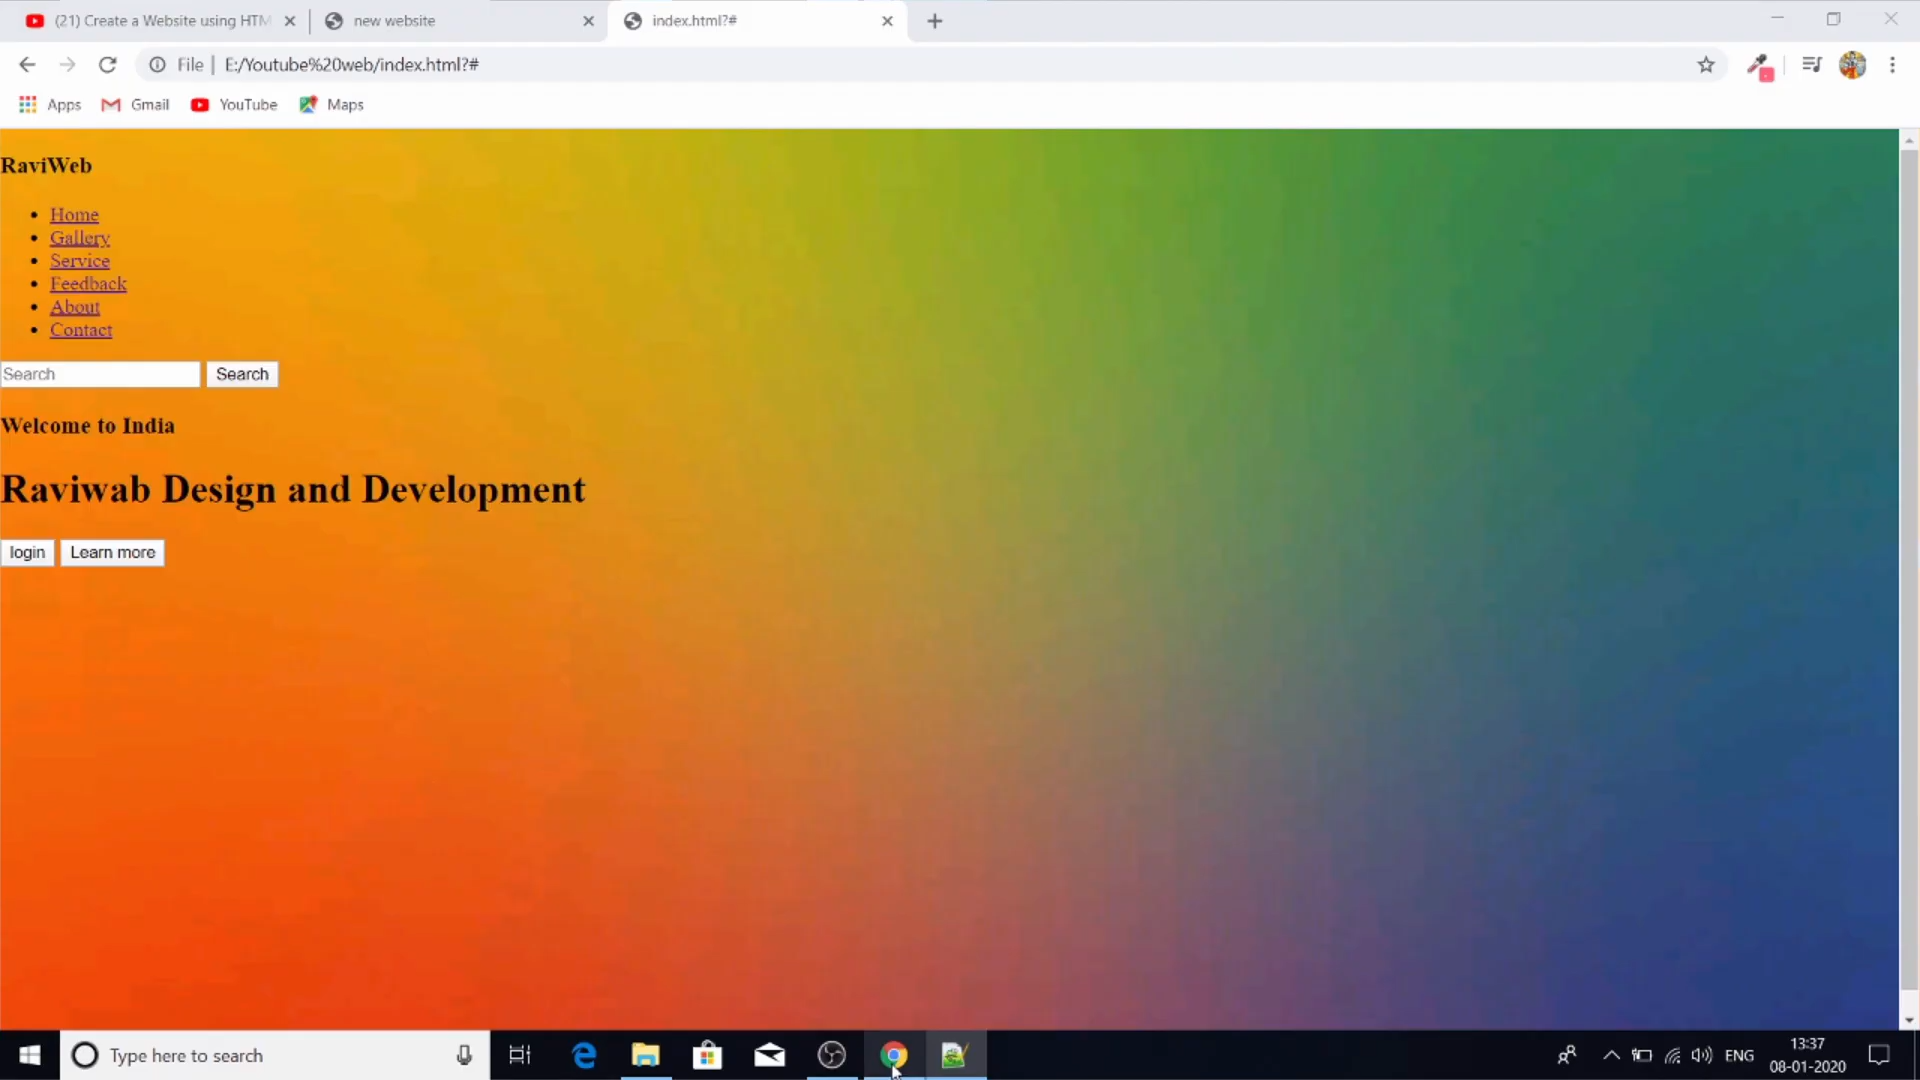 (21) Create a Website using HTM
new website
index.html?#
File
E:/Youtube%20web/index.html?#
Apps
Gmail
YouTube
Maps
RaviWeb
Home
Gallery
Service
Feedback
About
Contact
Search
Search
Welcome to India
Raviwab Design and Development
login
Learn more
Type here to search
ENG
13:37
08-01-2020